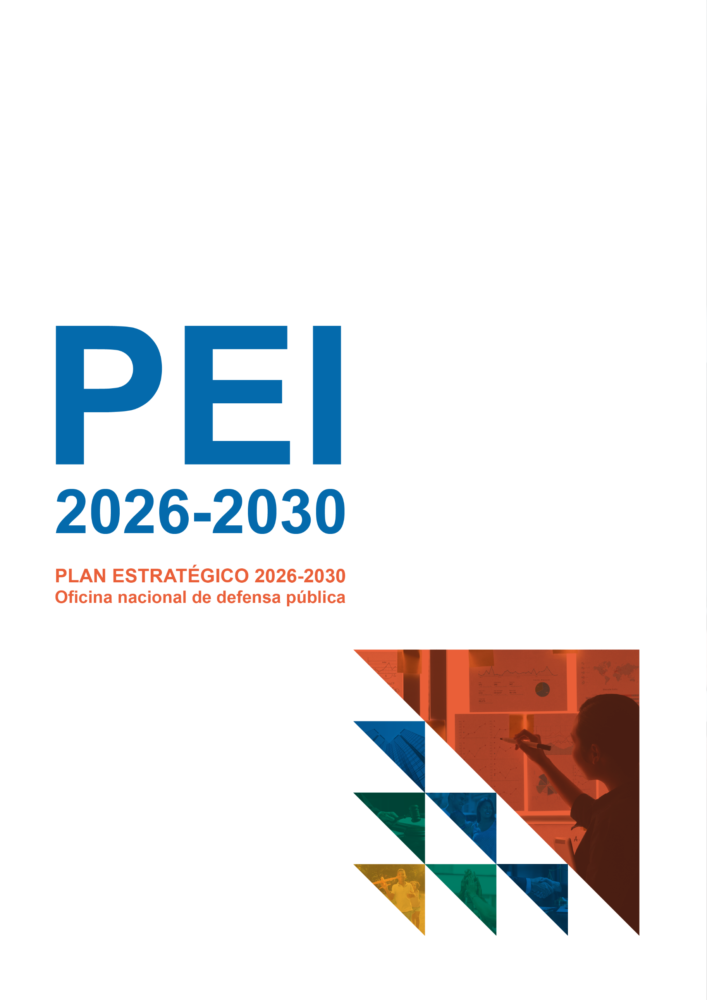 PEI
2026-2030
PLAN ESTRATÉGICO 2026-2030
Oficina nacional de defensa pública